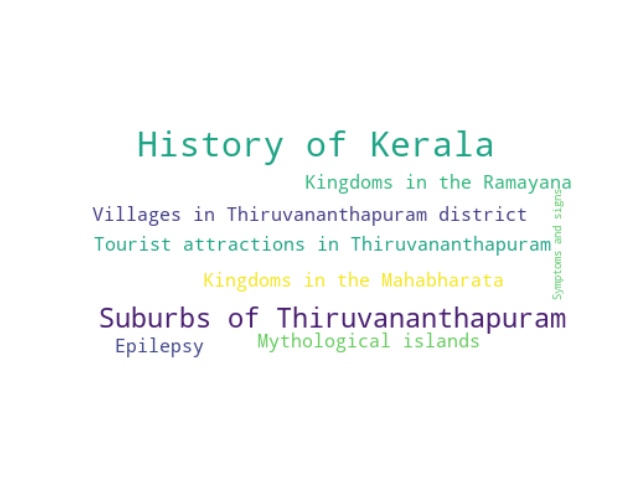 History of Kerala
Kingdoms in the Ramayana
Villages in Thiruvananthapuram district
Tourist attractions in Thiruvananthapuram
Symptoms and signs
Kingdoms in the Mahabharata
Suburbs of Thiruvananthapuram
Epilepsy
Mythological islands